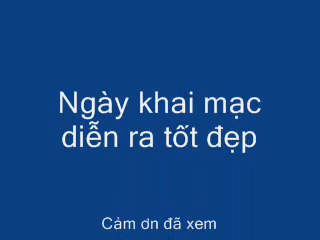 Ngày khai mạc
diễn ra tốt đẹp
Cảm ơn đã xem